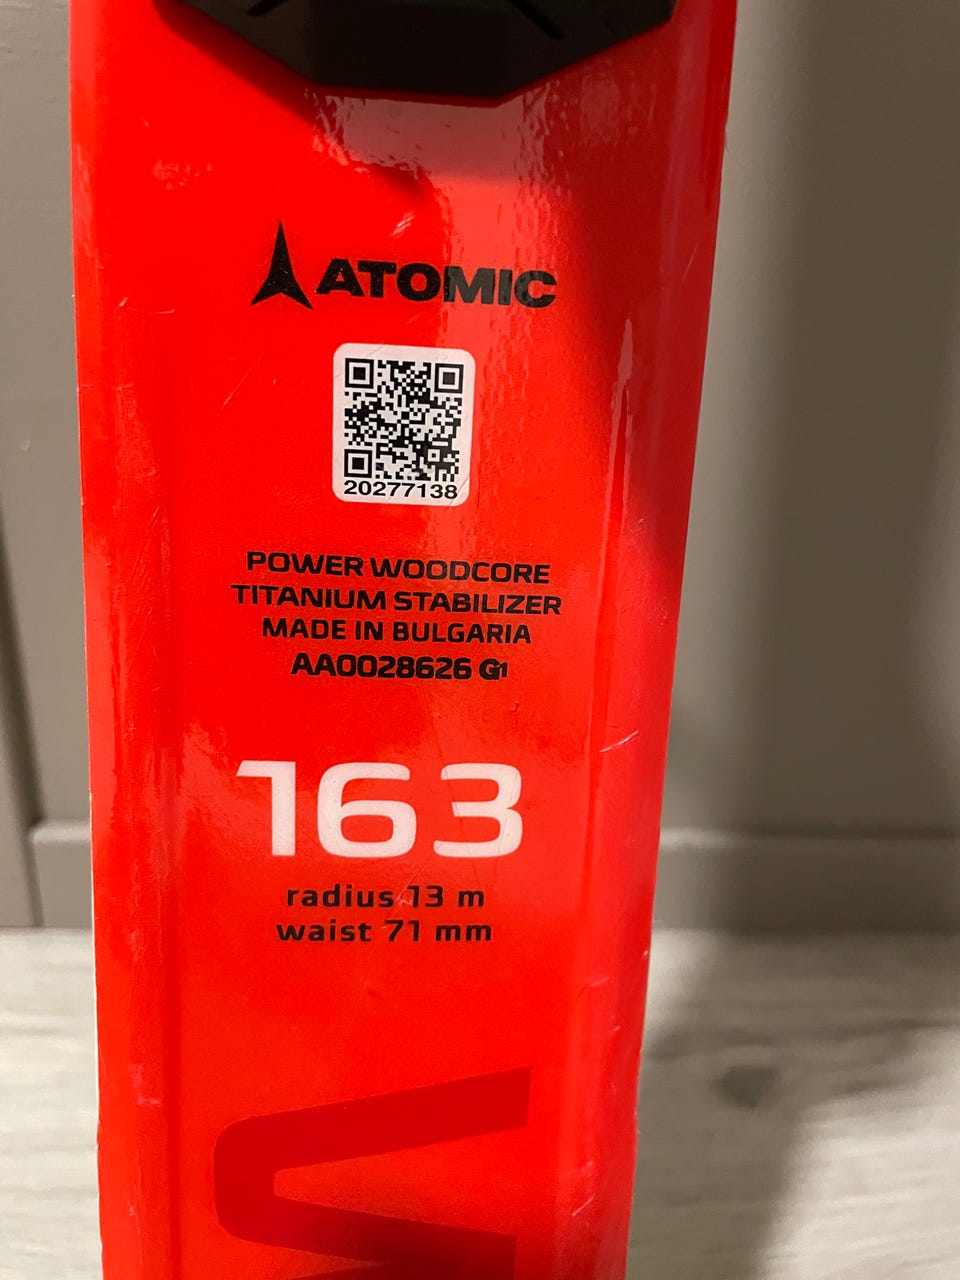 ATOMIC
20277138
POWER WOODCORE
TITANIUM STABILIZER
MADE IN BULGARIA
AA0028626 G1
163
radius 13 m
waist 71 mm